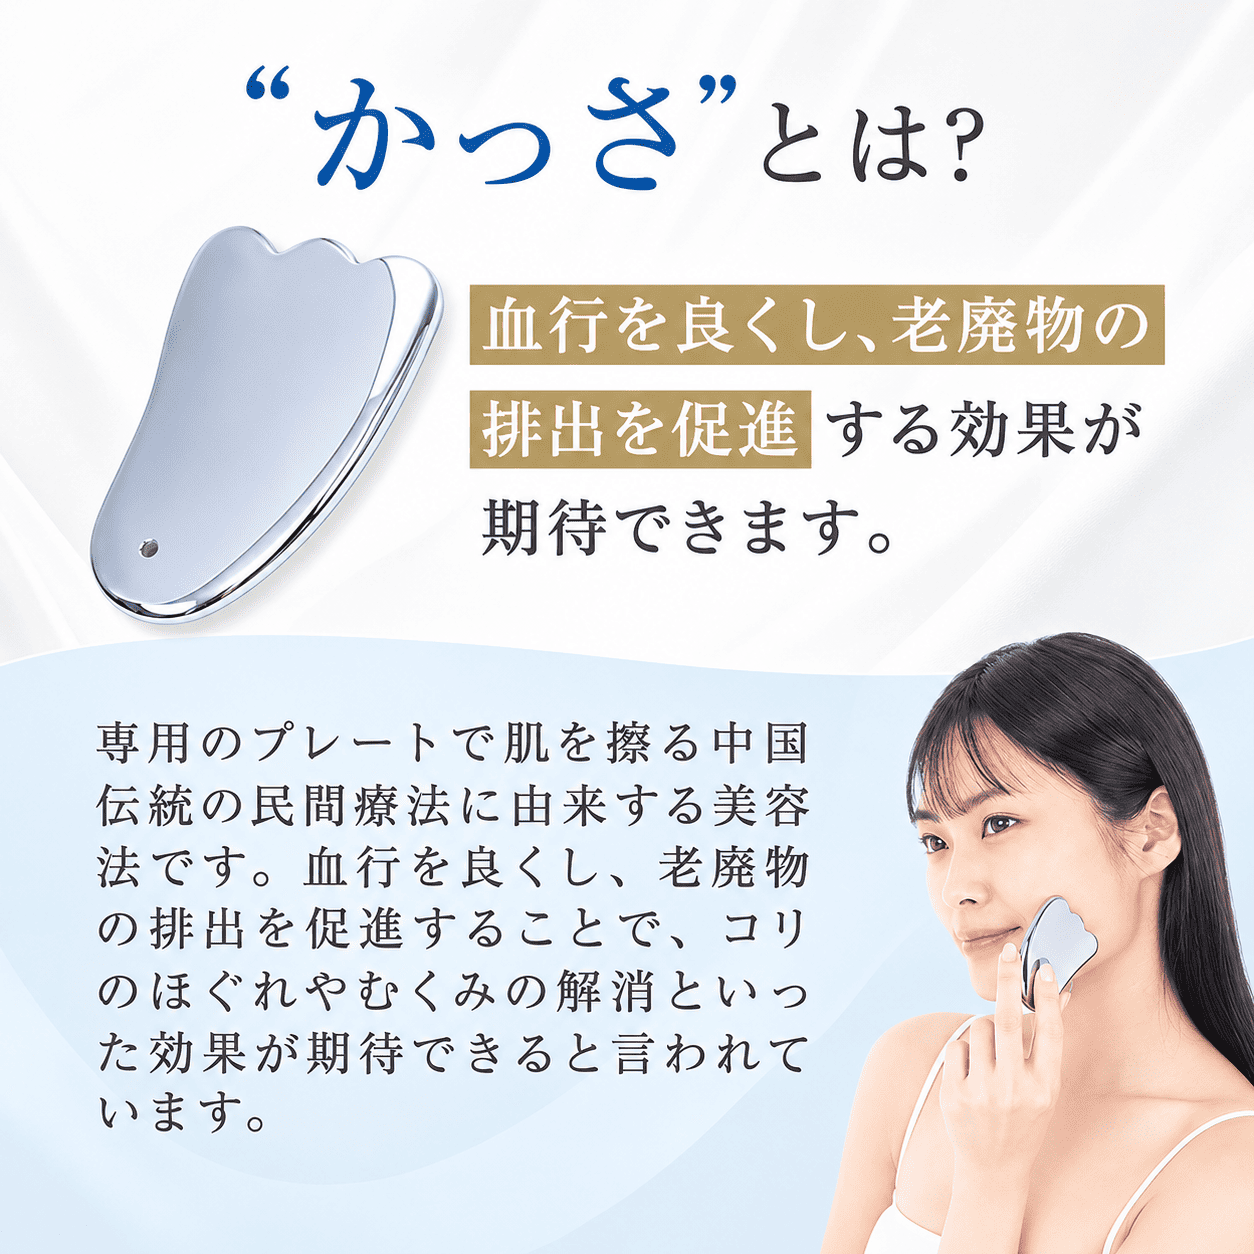 “かっさ”とは?
血行を良くし、老廃物の
排出を促進する効果が
期待できます。
専用のプレートで肌を擦る中国
伝統の民間療法に由来する美容
法です。血行を良くし、老廃物
の排出を促進することで、コリ
のほぐれやむくみの解消といっ
た効果が期待できると言われて
います。